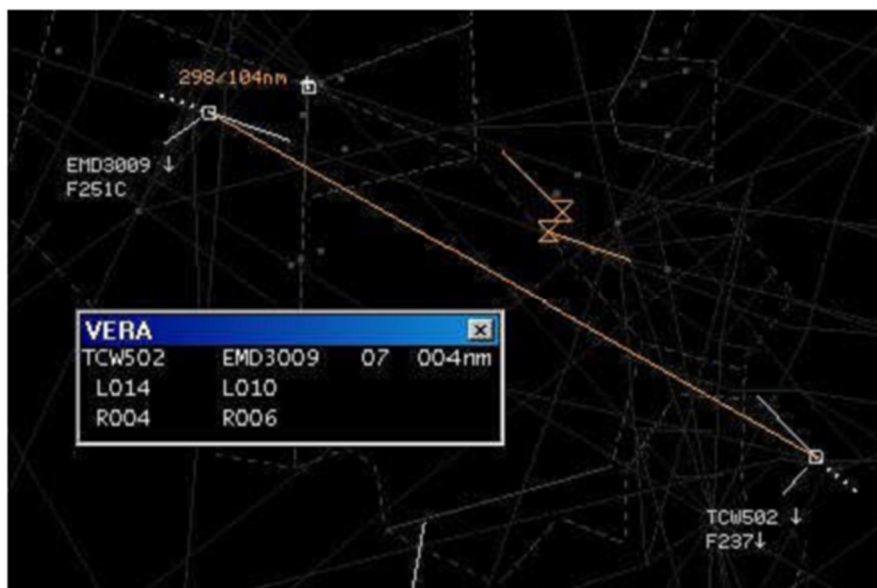 298/104nm
EMD3009 ↓
F251C
VERA
TCW502 EMD3009 07 004nm
L014 L010
R004 R006
TCW502 ↓
F237↓